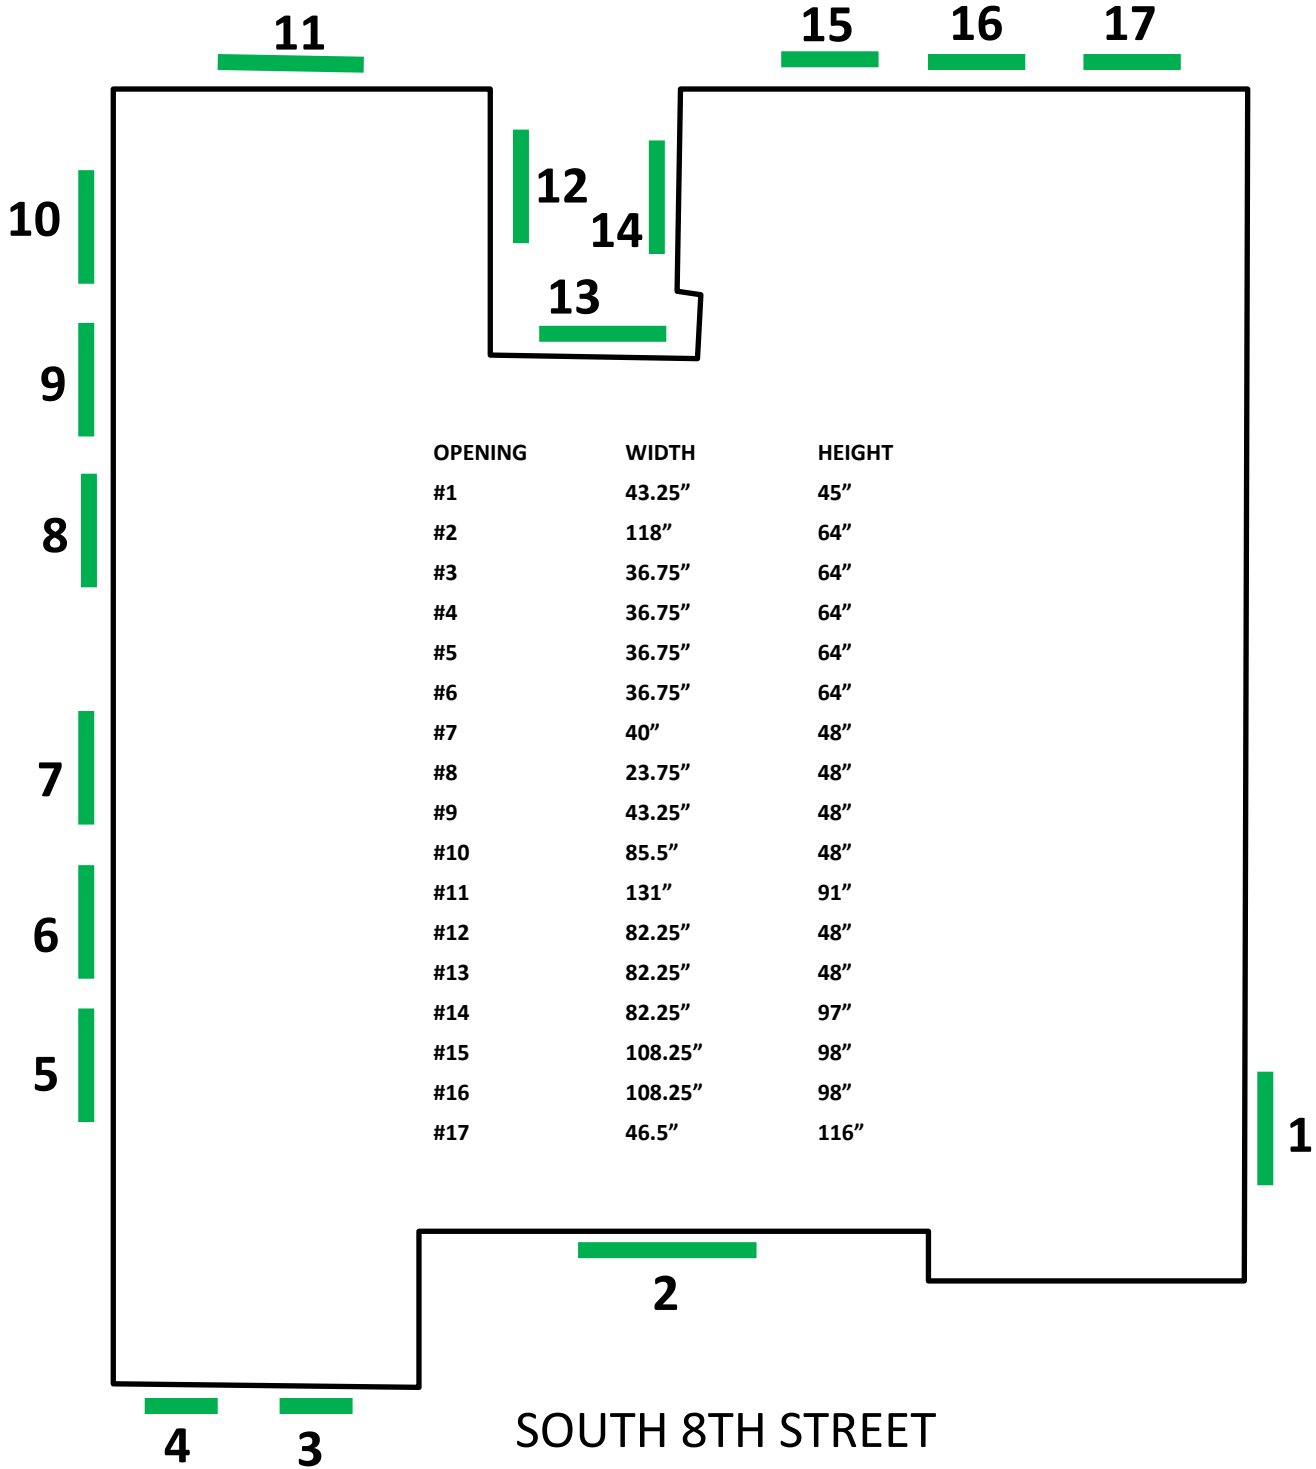 11
15 16 17
12
10
14
13
9
OPENING WIDTH HEIGHT
#1 43.25” 45”
#2 118” 64”
8
#3 36.75” 64”
#4 36.75” 64”
#5 36.75” 64”
#6 36.75” 64”
#7 40” 48”
7
#8 23.75” 48”
#9 43.25” 48”
#10 85.5” 48”
#11 131” 91”
6
#12 82.25” 48”
#13 82.25” 48”
#14 82.25” 97”
#15 108.25” 98”
5
#16 108.25” 98”
#17 46.5” 116”
1
2
SOUTH 8TH STREET
4 3